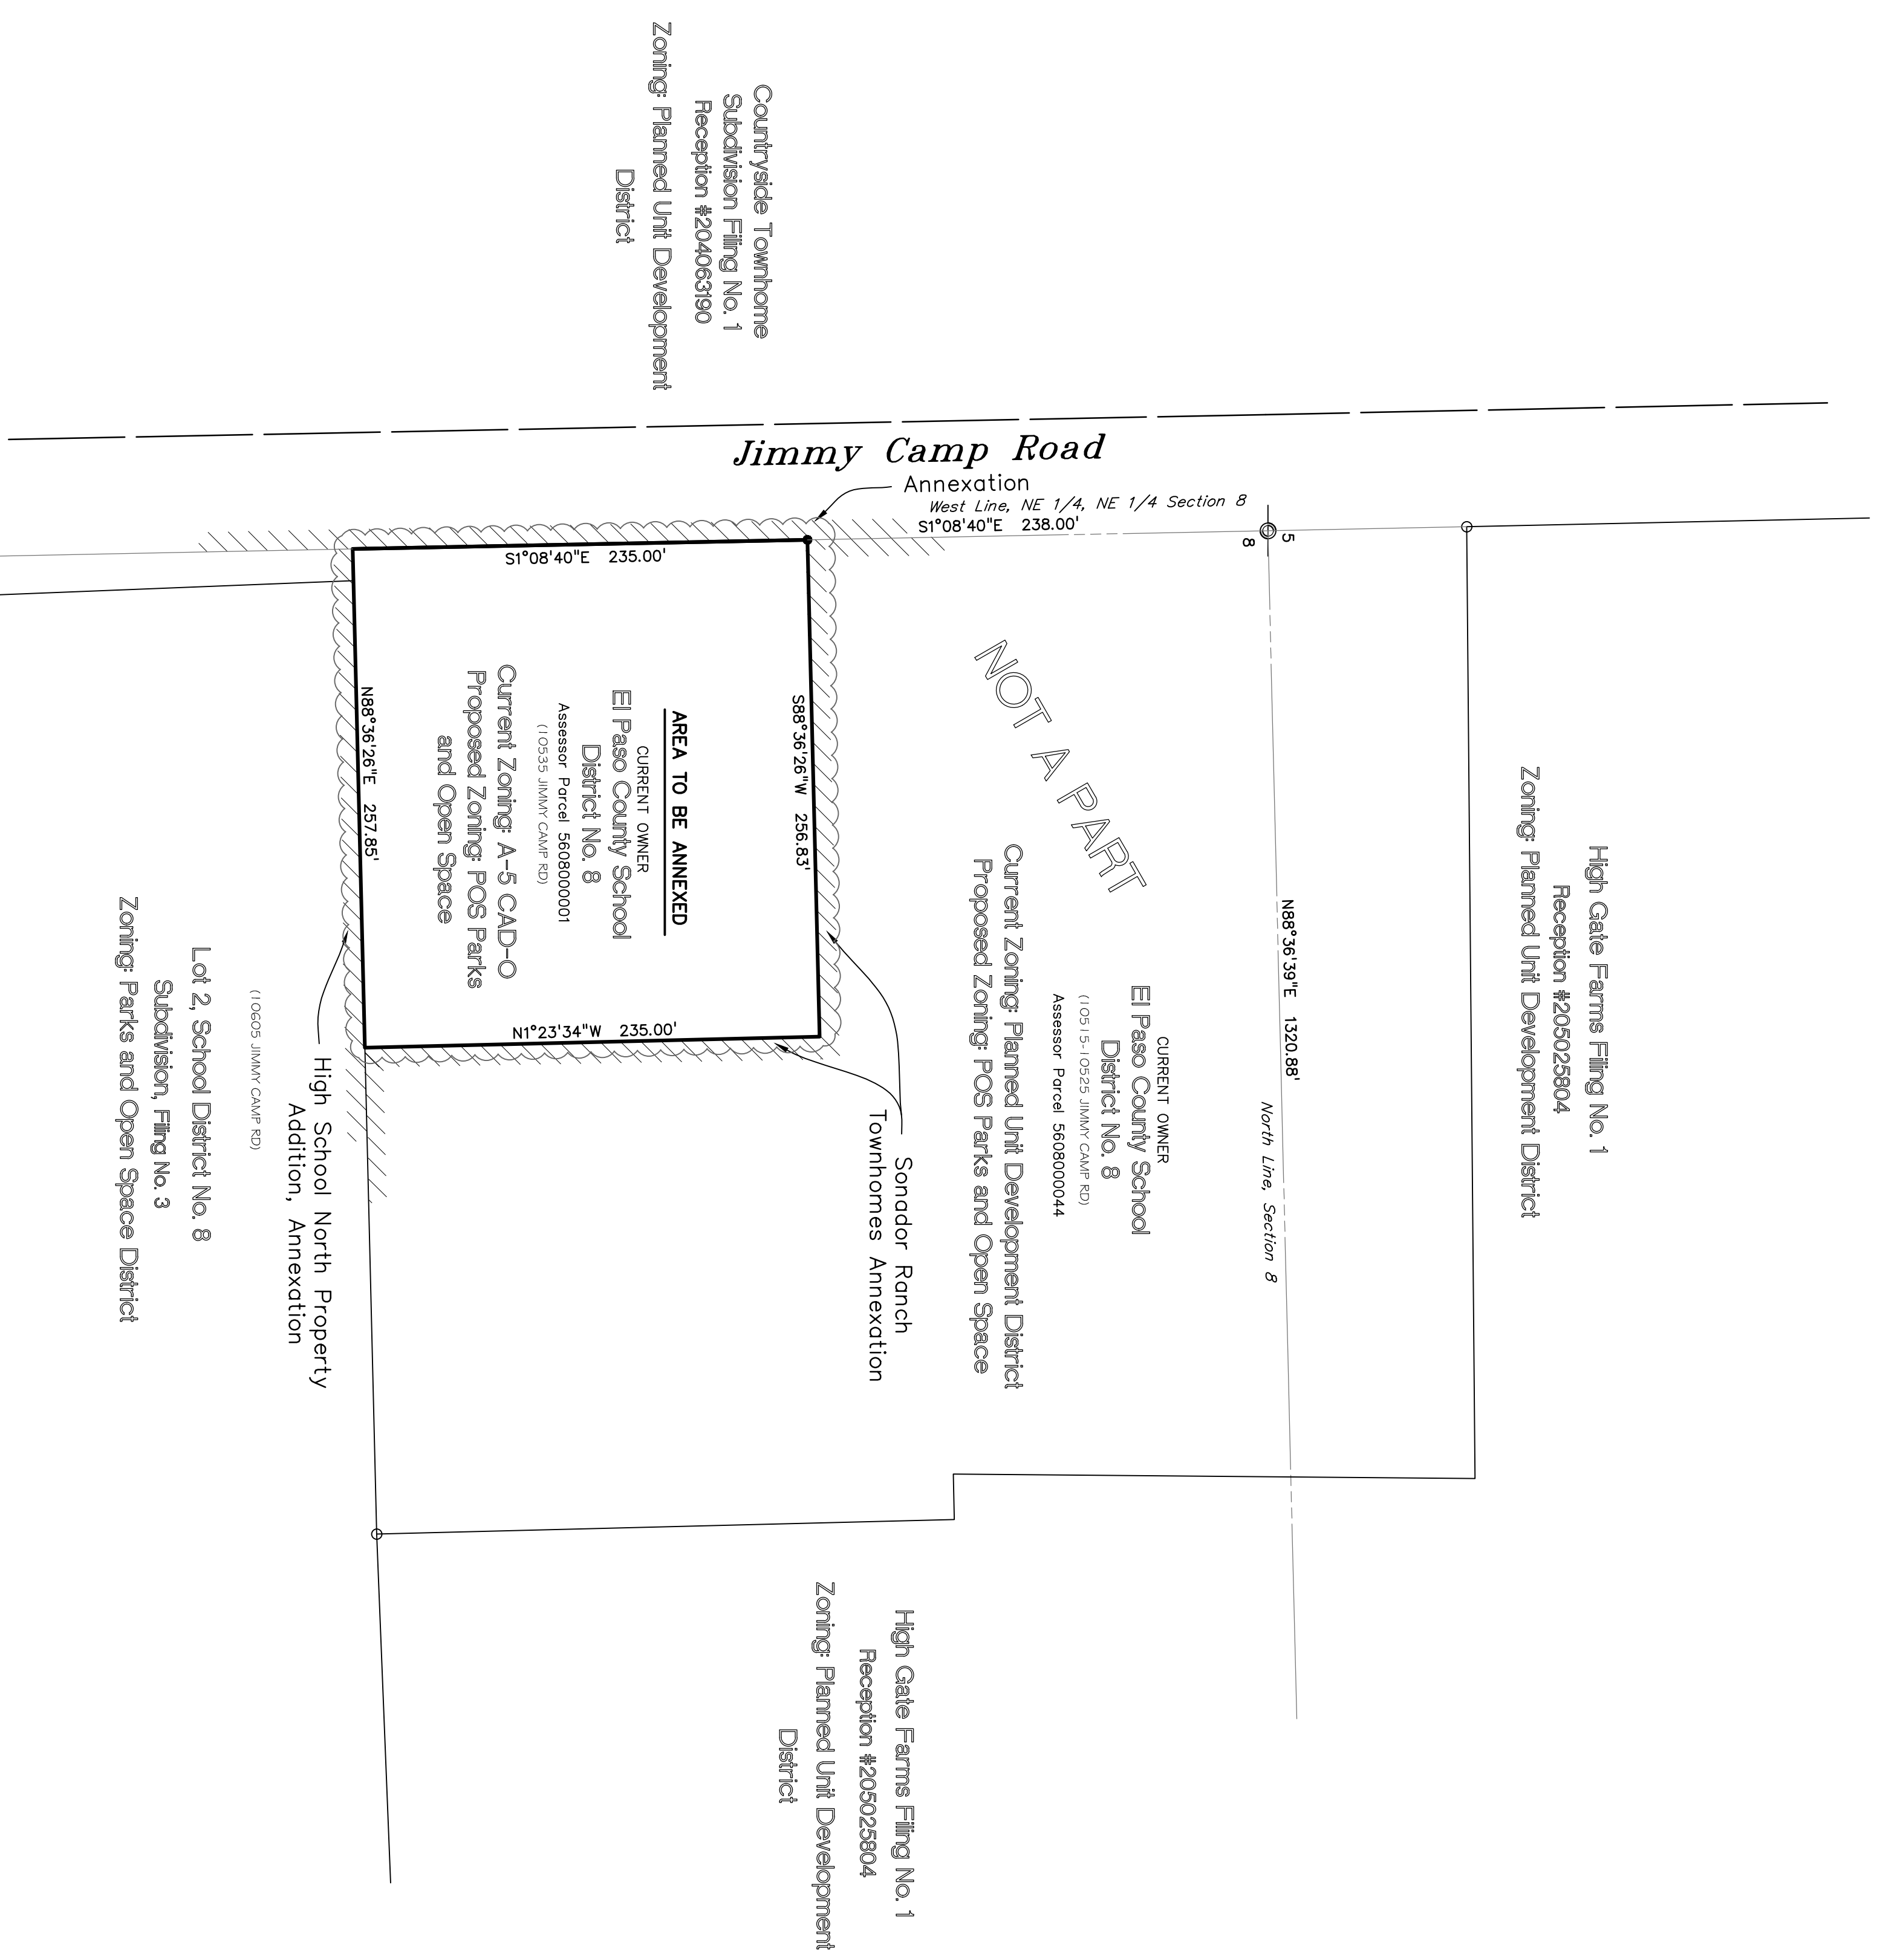 High Gate Farms Filing No. 1
Reception #205025804
Zoning: Planned Unit Development District
Countryside Townhome
Subdivision Filing No. 1
Reception #204063190
Zoning: Planned Unit Development
District
Jimmy Camp Road
Annexation
West Line, NE 1/4, NE 1/4 Section 8
S1°08'40"E 238.00'
5
8
N88°36'39"E 1320.88'
North Line, Section 8
NOT A PART
CURRENT OWNER
El Paso County School
District No. 8
(10515-10525 JIMMY CAMP RD)
Assessor Parcel 5608000044
Current Zoning: Planned Unit Development District
Proposed Zoning: POS Parks and Open Space
Sonador Ranch
Townhomes Annexation
S88°36'26"W 256.83'
S1°08'40"E 235.00'
AREA TO BE ANNEXED
CURRENT OWNER
El Paso County School
District No. 8
Assessor Parcel 5608000001
(10535 JIMMY CAMP RD)
Current Zoning: A-5 CAD-O
Proposed Zoning: POS Parks
and Open Space
N1°23'34"W 235.00'
N88°36'26"E 257.85'
High School North Property
Addition, Annexation
(10605 JIMMY CAMP RD)
Lot 2, School District No. 8
Subdivision, Filing No. 3
Zoning: Parks and Open Space District
High Gate Farms Filing No. 1
Reception #205025804
Zoning: Planned Unit Development
District